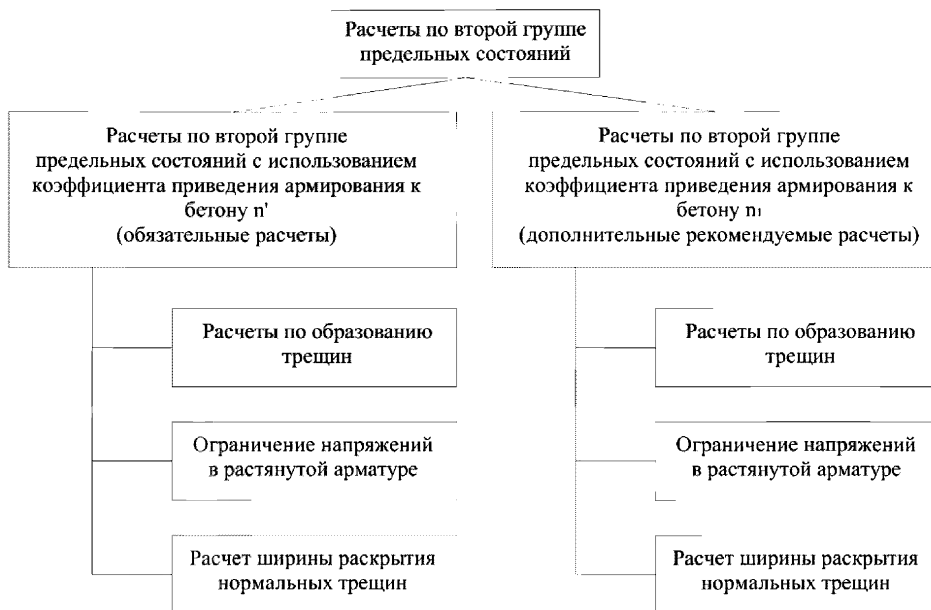 Расчеты по второй группе
предельных состояний
Расчеты по второй группе
предельных состояний с использованием
коэффициента приведения армирования к
бетону n'
(обязательные расчеты)
Расчеты по второй группе
предельных состояний с использованием
коэффициента приведения армирования к
бетону n₁
(дополнительные рекомендуемые расчеты)
Расчеты по образованию
трещин
Ограничение напряжений
в растянутой арматуре
Расчет ширины раскрытия
нормальных трещин
Расчеты по образованию
трещин
Ограничение напряжений
в растянутой арматуре
Расчет ширины раскрытия
нормальных трещин